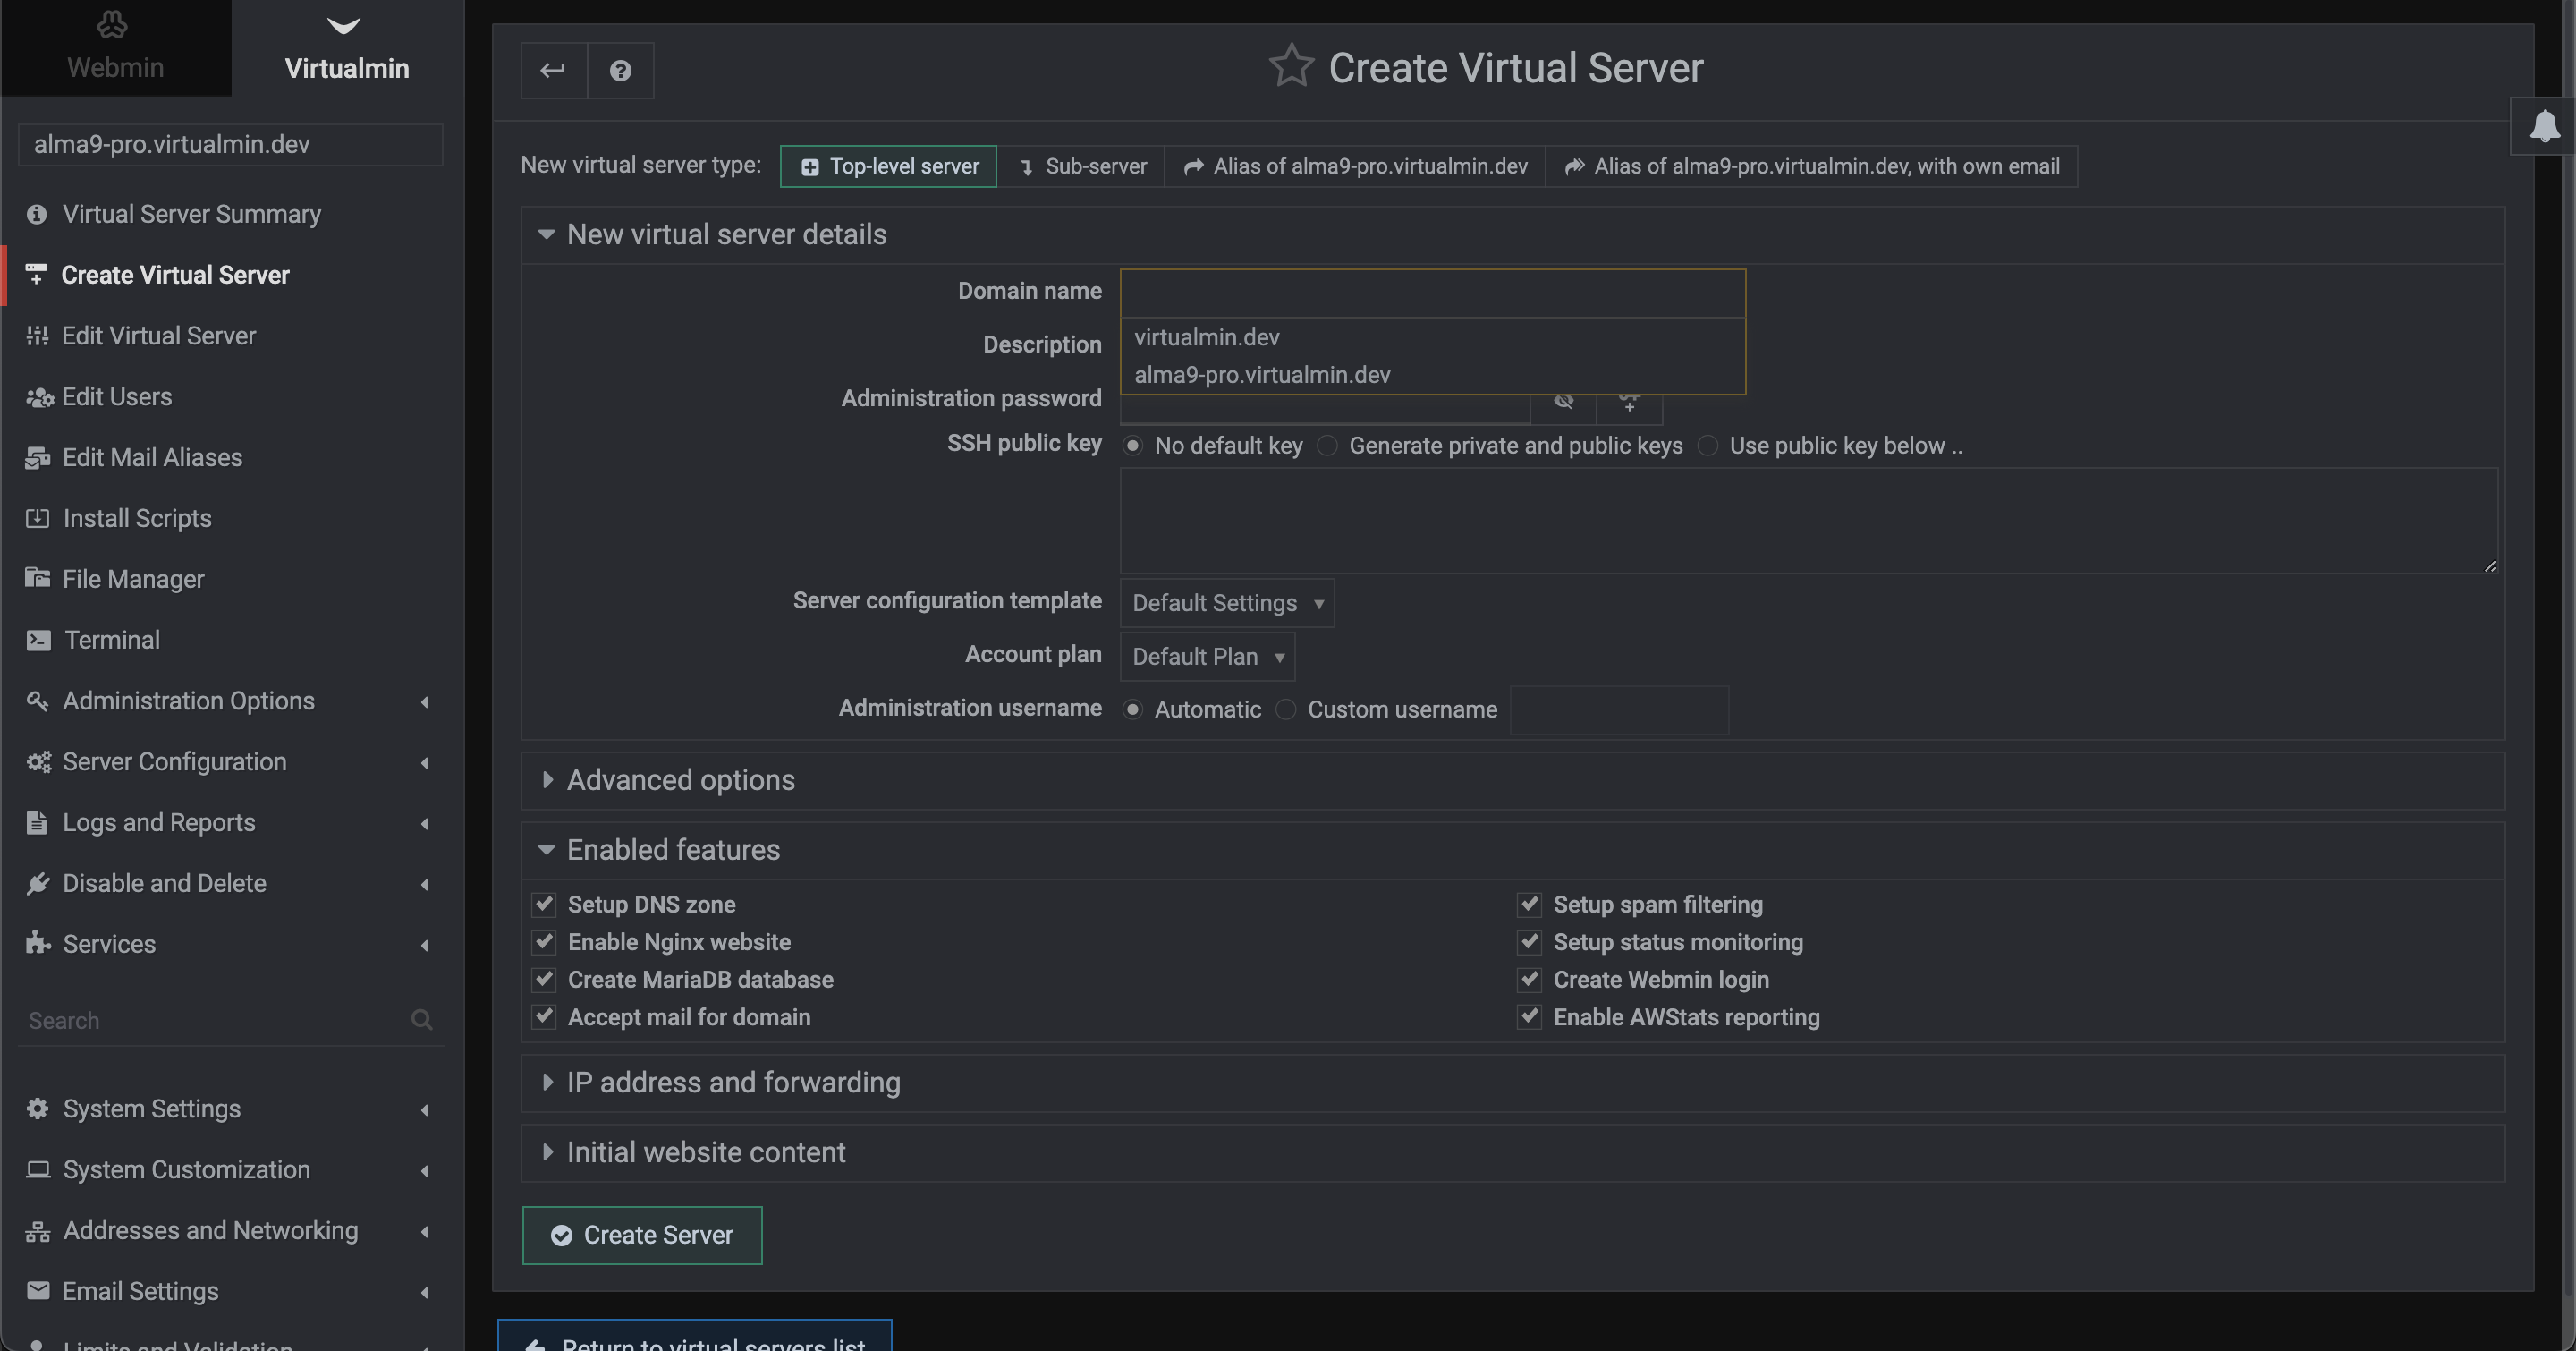 Webmin
Virtualmin
alma9-pro.virtualmin.dev
Virtual Server Summary
Create Virtual Server
Edit Virtual Server
Edit Users
Edit Mail Aliases
Install Scripts
File Manager
Terminal
Administration Options
Server Configuration
Logs and Reports
Disable and Delete
Services
Search
System Settings
System Customization
Addresses and Networking
Email Settings
Limits and Validation
Create Virtual Server
New virtual server type: Top-level server Sub-server Alias of alma9-pro.virtualmin.dev Alias of alma9-pro.virtualmin.dev, with own email
New virtual server details
Domain name
virtualmin.dev
Description
alma9-pro.virtualmin.dev
Administration password
SSH public key No default key Generate private and public keys Use public key below ..
Server configuration template Default Settings
Account plan Default Plan
Administration username Automatic Custom username
Advanced options
Enabled features
Setup DNS zone Setup spam filtering
Enable Nginx website Setup status monitoring
Create MariaDB database Create Webmin login
Accept mail for domain Enable AWStats reporting
IP address and forwarding
Initial website content
Create Server
Return to virtual servers list